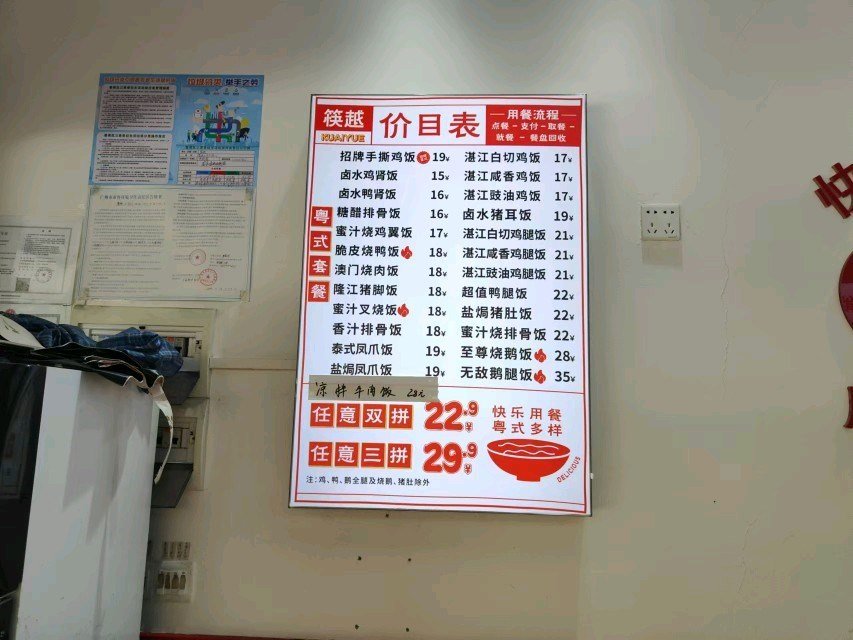 筷越
KUAIYUE
价目表
用餐流程
点餐-支付-取餐-
就餐-餐盘回收
粤式套餐
招牌手撕鸡饭 19¥
卤水鸡肾饭 15¥
卤水鸭肾饭 16¥
糖醋排骨饭 16¥
蜜汁烧鸡翼饭 17¥
脆皮烧鸭饭 18¥
澳门烧肉饭 18¥
隆江猪脚饭 18¥
蜜汁叉烧饭 18¥
香汁排骨饭 18¥
泰式凤爪饭 19¥
盐焗凤爪饭 19¥
湛江白切鸡饭 17¥
湛江咸香鸡饭 17¥
湛江豉油鸡饭 17¥
卤水猪耳饭 19¥
湛江白切鸡腿饭 21¥
湛江咸香鸡腿饭 21¥
湛江豉油鸡腿饭 21¥
超值鸭腿饭 22¥
盐焗猪肚饭 22¥
蜜汁烧排骨饭 22¥
至尊烧鹅饭 28¥
无敌鹅腿饭 35¥
凉拌牛肉饭 28元
任意双拼 22.9¥
任意三拼 29.9¥
快乐用餐
粤式多样
DELICIOUS
注:鸡、鸭、鹅全腿及烧鹅、猪肚除外
垃圾分类 举手之劳
快